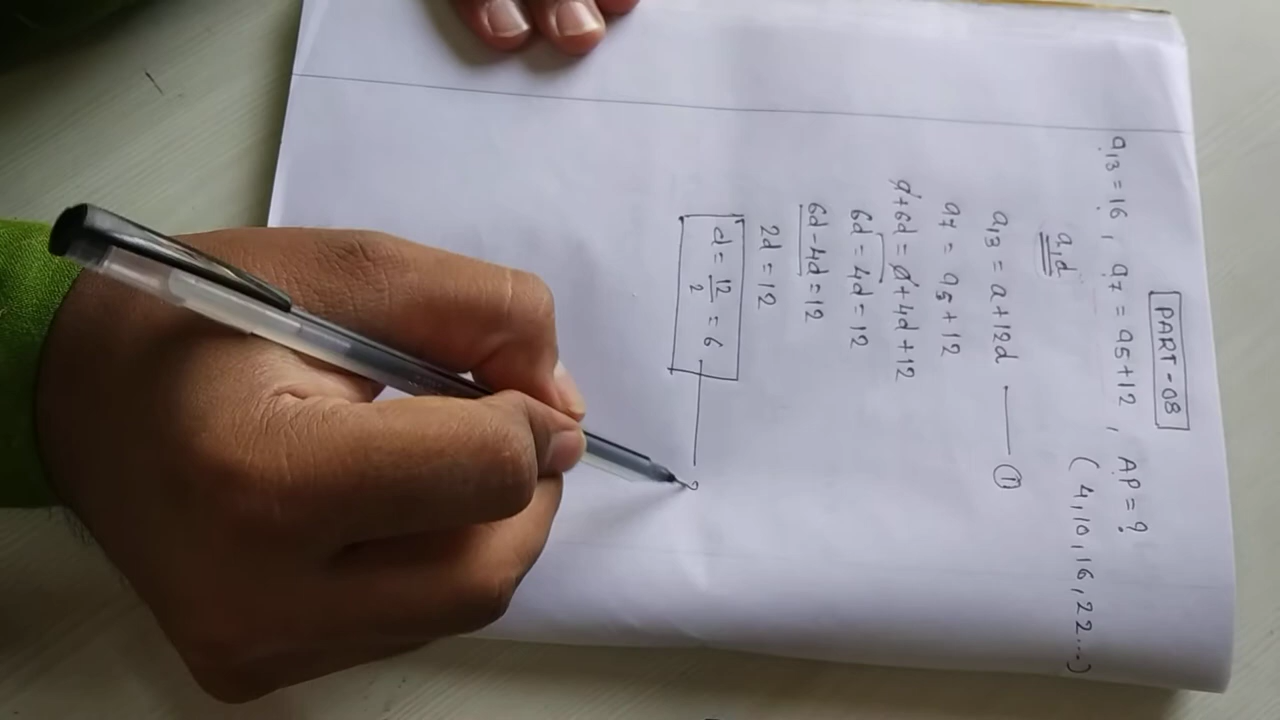 PART-08
a13 = 16, a7 = a5+12, AP = ?
(4,10,16,22...)
a,d
a13 = a+12d —— ①
a7 = a5+12
a+6d = a+4d+12
6d = 4d = 12
6d-4d=12
2d = 12
d = 12/2 = 6 —— 2